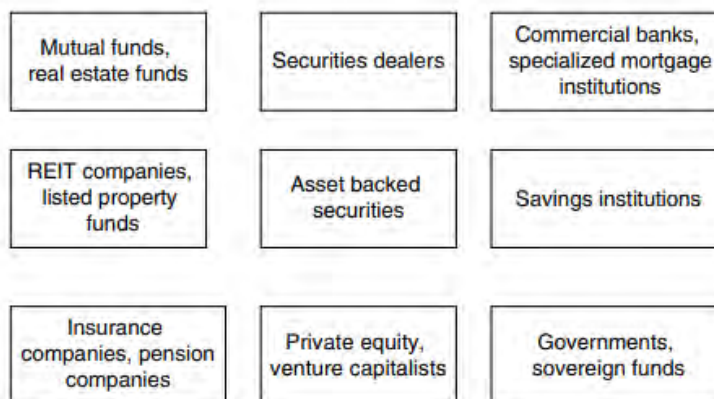 Mutual funds,
real estate funds
Securities dealers
Commercial banks,
specialized mortgage
institutions
REIT companies,
listed property
funds
Asset backed
securities
Savings institutions
Insurance
companies, pension
companies
Private equity,
venture capitalists
Governments,
sovereign funds